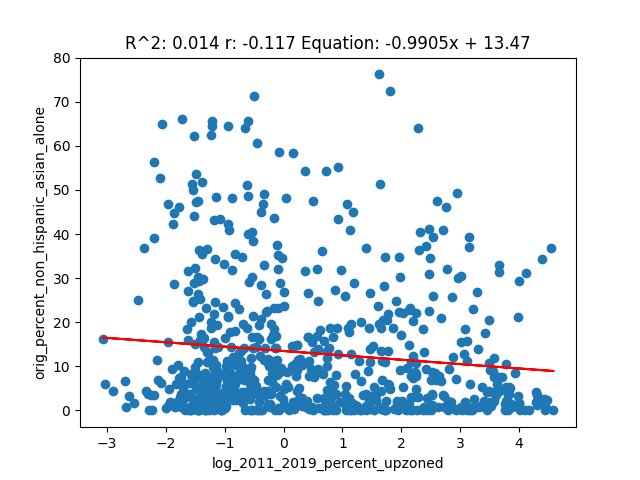 R^2: 0.014 r: -0.117 Equation: -0.9905x + 13.47
80
70
60
50
40
30
20
10
0
orig_percent_non_hispanic_asian_alone
−3 −2 −1 0 1 2 3 4
log_2011_2019_percent_upzoned